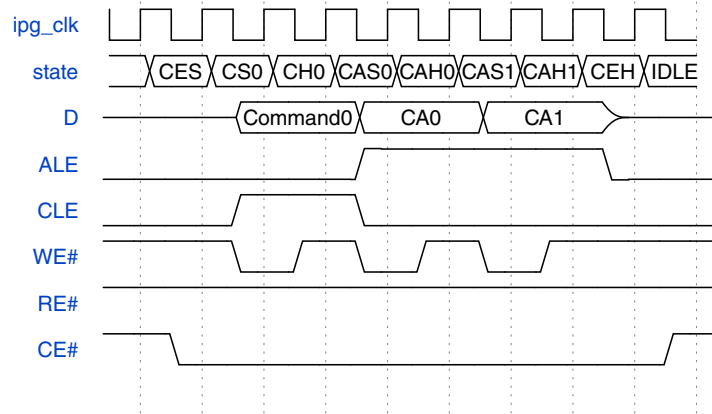 ipg_clk
state CES CS0 CH0 CAS0 CAH0 CAS1 CAH1 CEH IDLE
D Command0 CA0 CA1
ALE
CLE
WE#
RE#
CE#